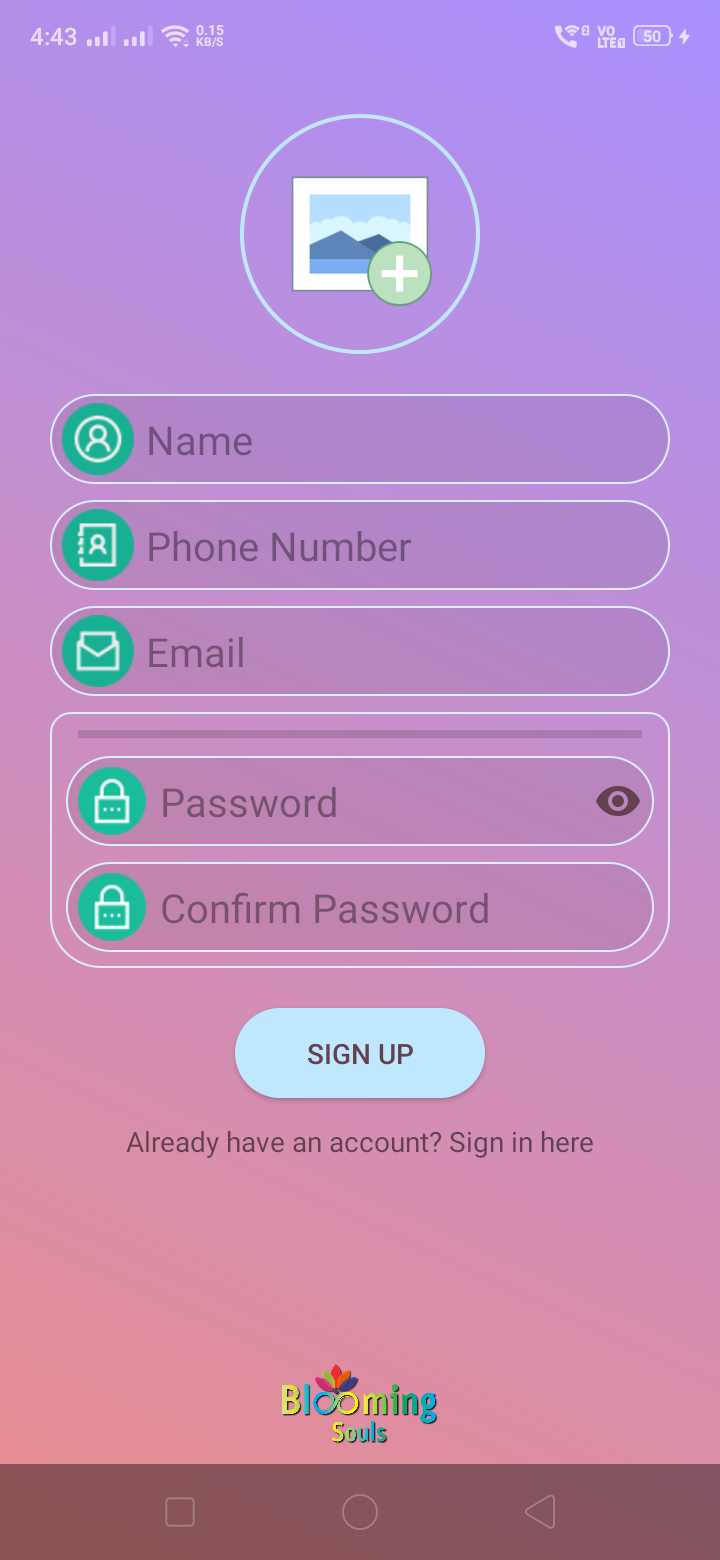 4:43 0.15 KB/S VO LTE 50
Name
Phone Number
Email
Password
Confirm Password
SIGN UP
Already have an account? Sign in here
Blooming
Souls